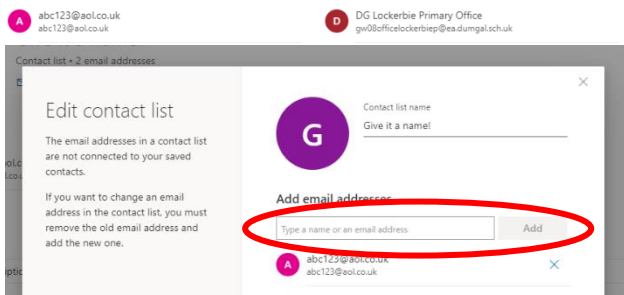 A abc123@aol.co.uk
abc123@aol.co.uk
D DG Lockerbie Primary Office
gw08officelockerbiep@ea.dumgal.sch.uk
Contact list • 2 email addresses
Edit contact list
The email addresses in a contact list
are not connected to your saved
contacts.
If you want to change an email
address in the contact list, you must
remove the old email address and
add the new one.
G
Contact list name
Give it a name!
Add email addresses
Type a name or an email address
Add
A abc123@aol.co.uk
abc123@aol.co.uk